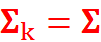 Σₖ = Σ